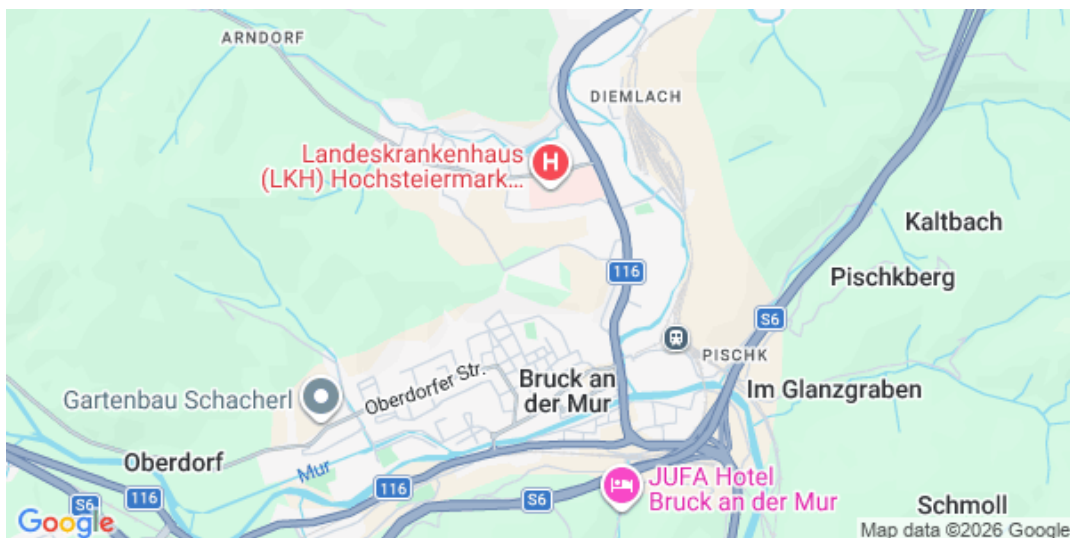 ARNDORF
DIEMLACH
Landeskrankenhaus
(LKH) Hochsteiermark...
Kaltbach
116
Pischkberg
S6
PISCHK
Bruck an
der Mur
Im Glanzgraben
Gartenbau Schacherl
Oberdorfer Str.
Oberdorf
Mur
JUFA Hotel
Bruck an der Mur
116
S6
116
S6
Schmoll
Google
Map data ©2026 Google